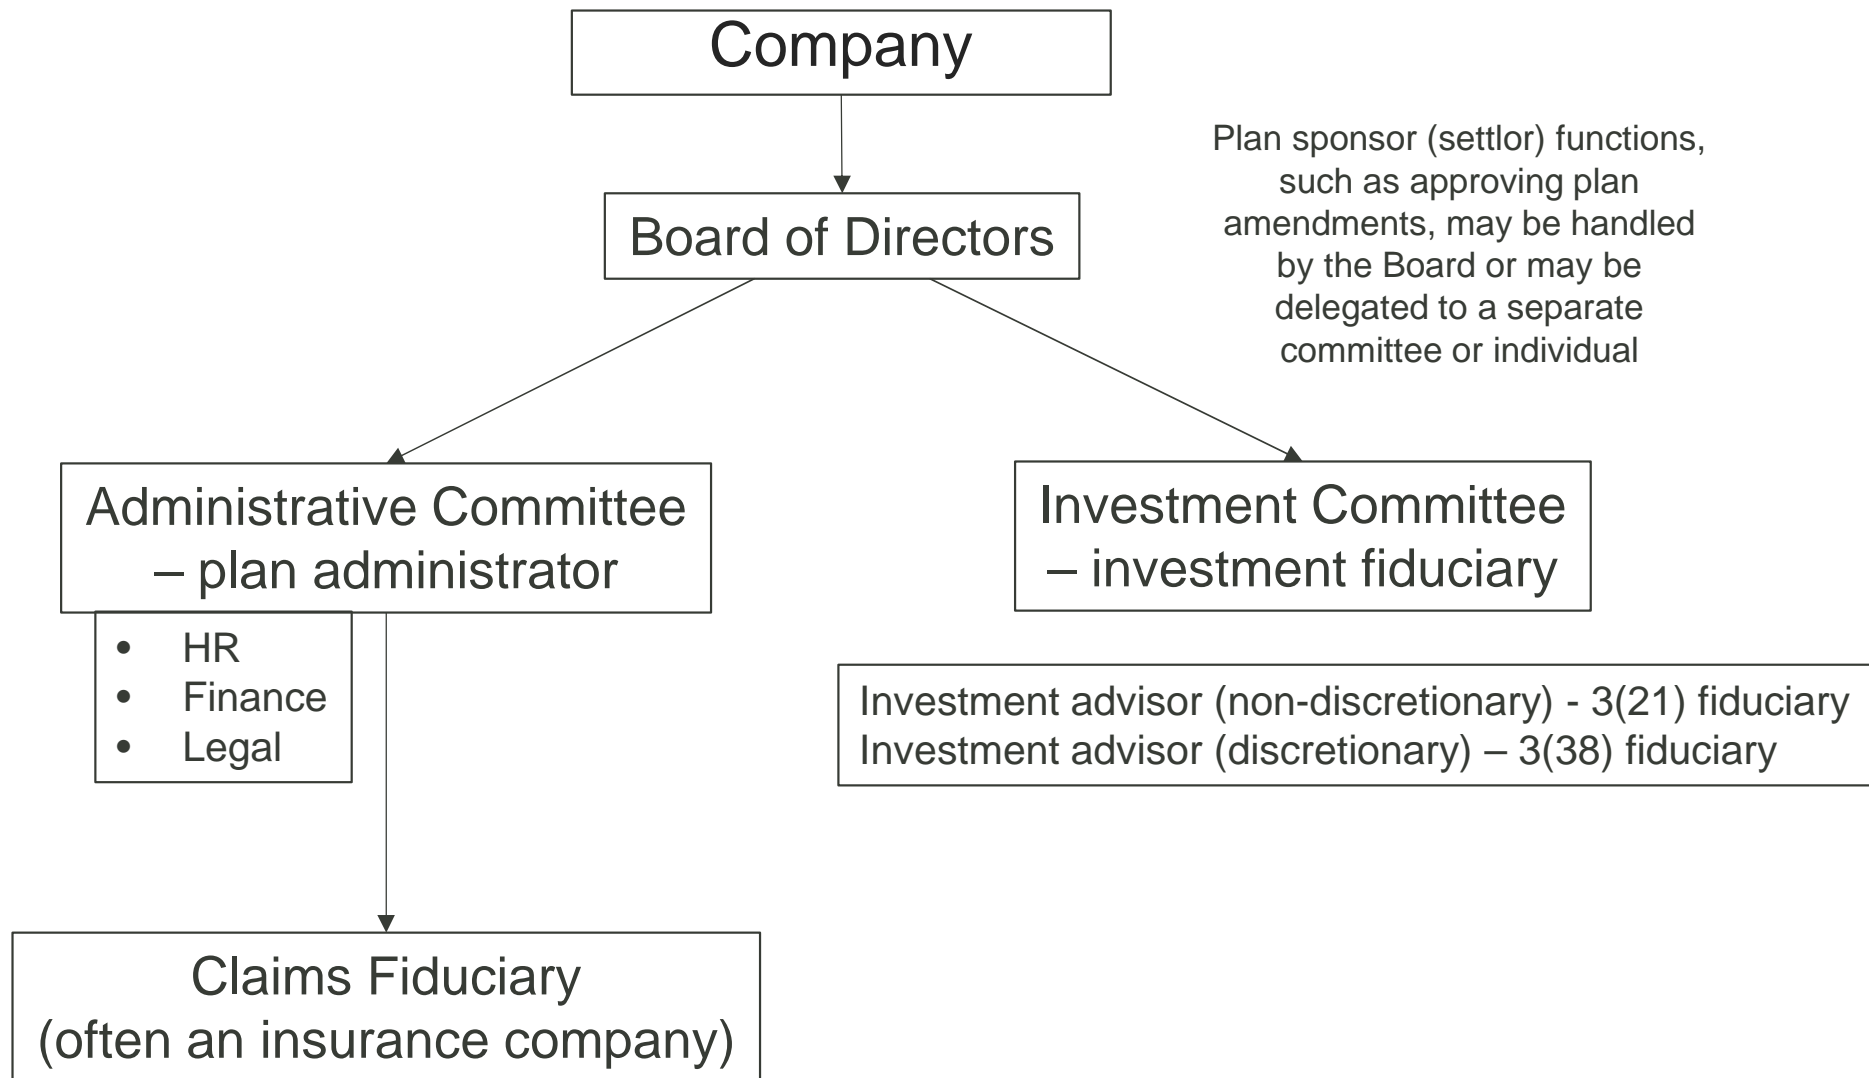 Company
Plan sponsor (settlor) functions,
such as approving plan
amendments, may be handled
by the Board or may be
delegated to a separate
committee or individual
Board of Directors
Administrative Committee
– plan administrator
• HR
• Finance
• Legal
Investment Committee
– investment fiduciary
Investment advisor (non-discretionary) - 3(21) fiduciary
Investment advisor (discretionary) – 3(38) fiduciary
Claims Fiduciary
(often an insurance company)